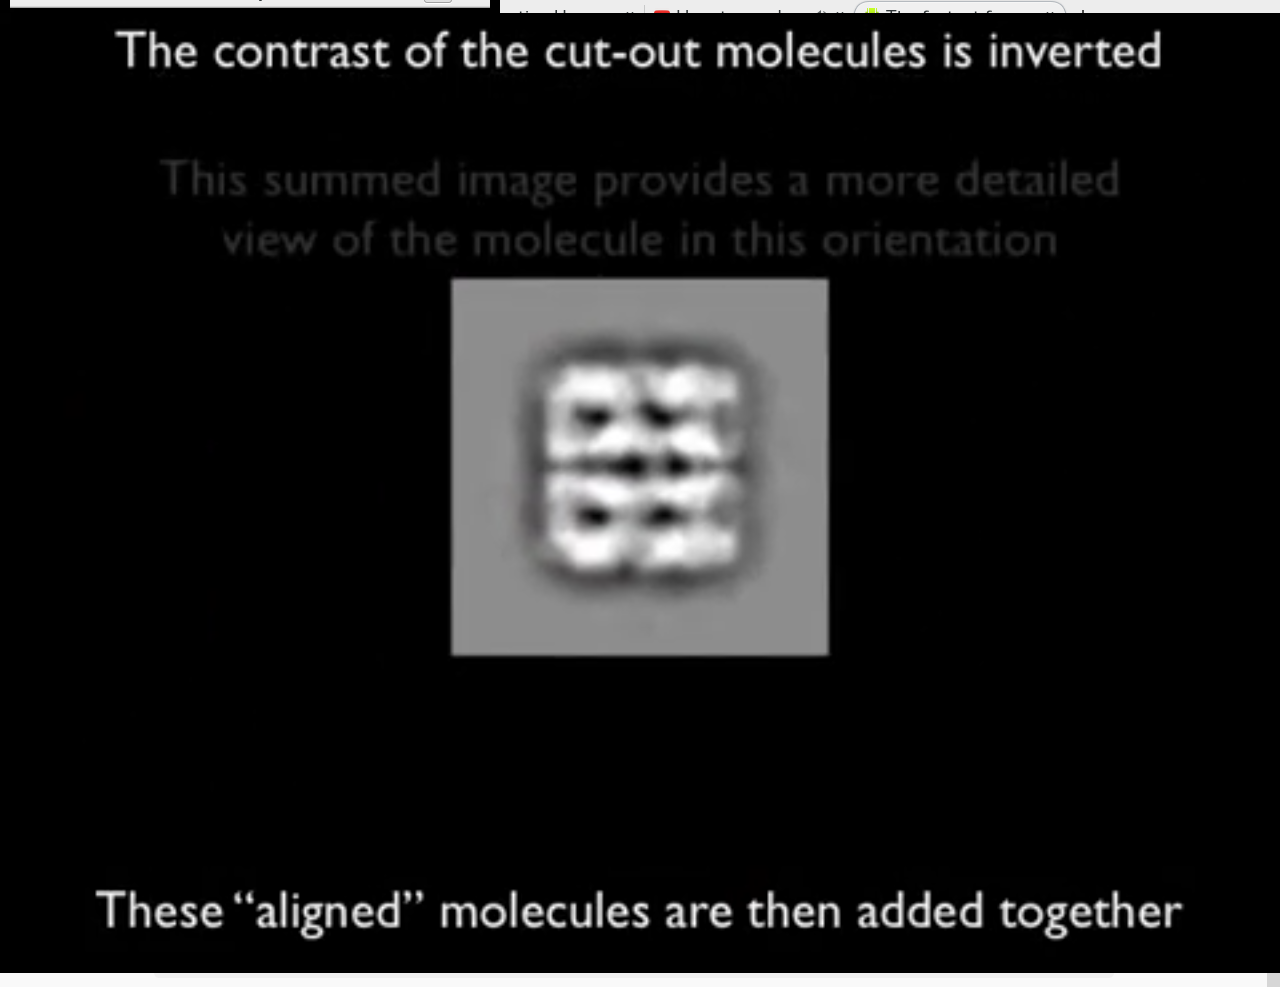 The contrast of the cut-out molecules is inverted
This summed image provides a more detailed
view of the molecule in this orientation
These “aligned” molecules are then added together